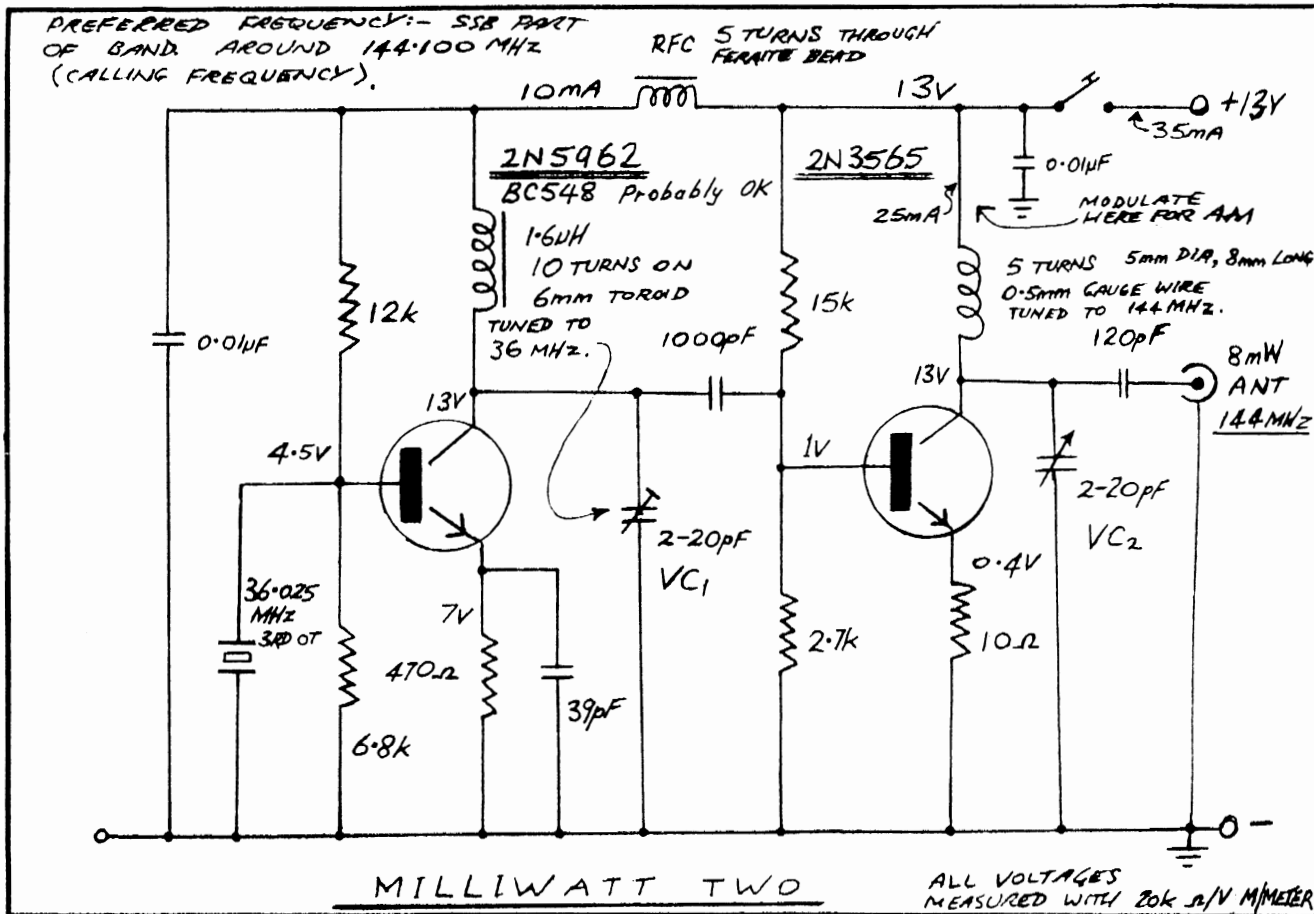 PREFERRED FREQUENCY:- SSB PART
OF BAND. AROUND 144.100 MHz
(CALLING FREQUENCY).
RFC 5 TURNS THROUGH
FERRITE BEAD
10mA
13V
+13V
35mA
2N5962
BC548 Probably OK
2N3565
0.01µF
25mA
MODULATE
HERE FOR AM
1.6µH
10 TURNS ON
6mm TOROID
TUNED TO
36 MHz.
5 TURNS 5mm DIA, 8mm LONG
0.5mm GAUGE WIRE
TUNED TO 144 MHz.
12k
15k
0.01µF
1000pF
120pF
8mW
ANT
144MHz
13V
13V
4.5V
1V
2-20pF
VC1
2-20pF
VC2
0.4V
36.025
MHz
3RD OT
7V
470Ω
39pF
2.7k
10Ω
6.8k
-
MILLIWATT TWO
ALL VOLTAGES
MEASURED WITH 20k Ω/V M/METER